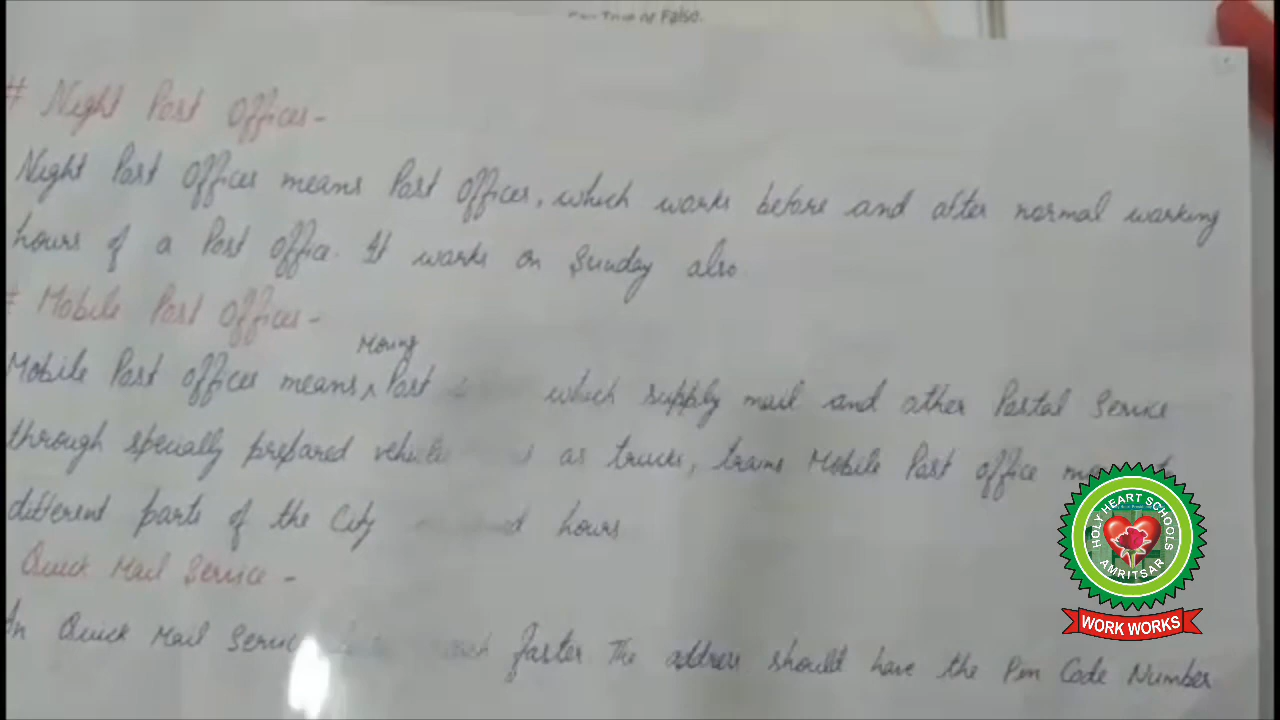 True or False.
# Night Post Offices-
Night Post Offices means Post Offices, which works before and after normal working
hours of a Post Office. It works on Sunday also.
# Mobile Post Offices-
Moving
Mobile Post Offices means Post which supply mail and other Postal Service
through specially prepared vehicle as trucks, trams Mobile Post office
different parts of the City hours
Quick Mail Service -
In Quick Mail Service faster The address should have the Pin Code Number
HOLY HEART SCHOOLS
AMRITSAR
WORK WORKS